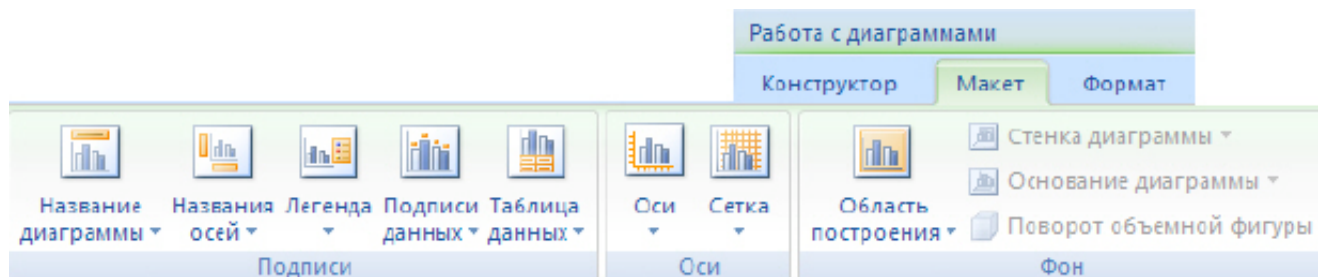 Работа с диаграммами
Конструктор Макет Формат
Название диаграммы
Названия осей
Легенда
Подписи данных
Таблица данных
Оси
Сетка
Область построения
Стенка диаграммы
Основание диаграммы
Поворот объемной фигуры
Подписи
Оси
Фон